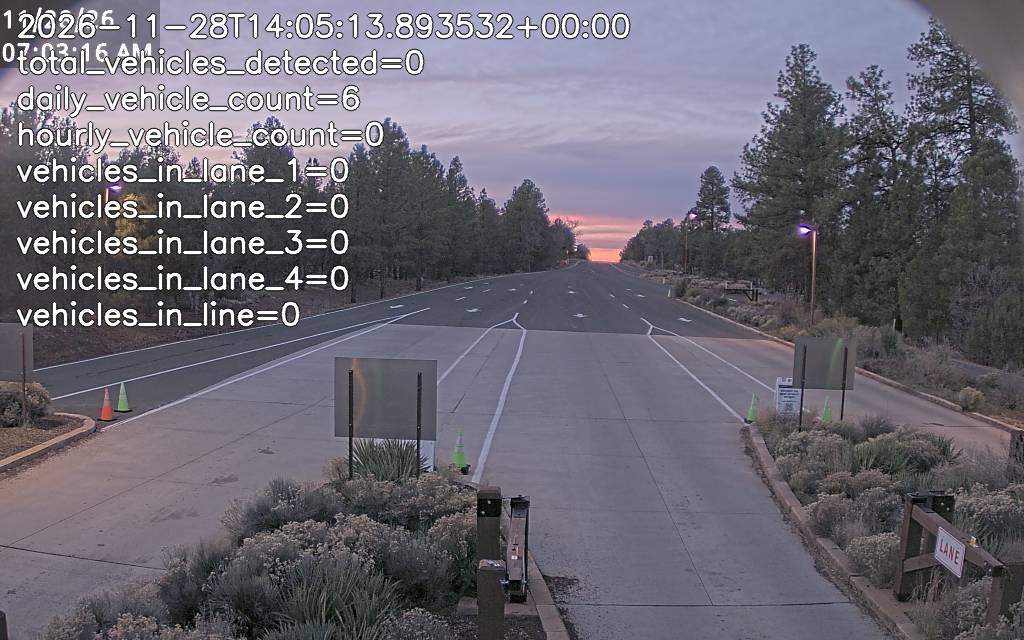 2026-11-28T14:05:13.893532+00:00
07:03:16 AM
total_vehicles_detected=0
daily_vehicle_count=6
hourly_vehicle_count=0
vehicles_in_lane_1=0
vehicles_in_lane_2=0
vehicles_in_lane_3=0
vehicles_in_lane_4=0
vehicles_in_line=0
LANE